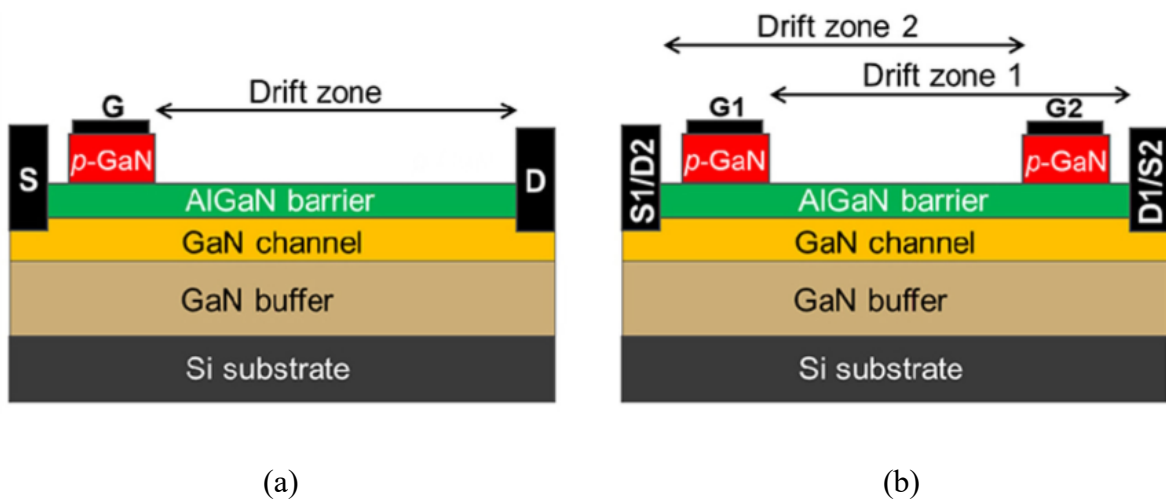 Drift zone
G
p-GaN
S
D
AlGaN barrier
GaN channel
GaN buffer
Si substrate
(a)
Drift zone 2
Drift zone 1
G1
G2
p-GaN
p-GaN
S1/D2
D1/S2
AlGaN barrier
GaN channel
GaN buffer
Si substrate
(b)